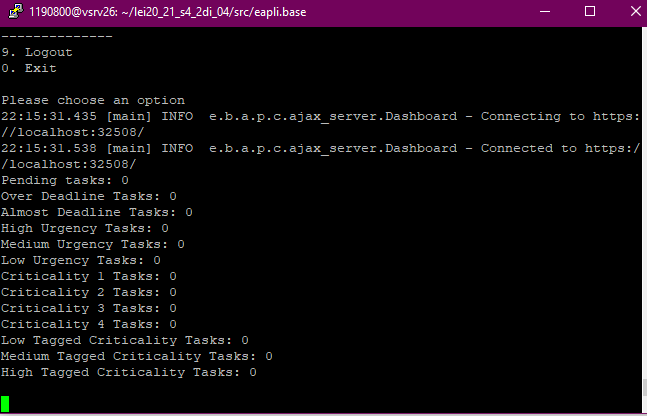 1190800@vsrv26: ~/lei20_21_s4_2di_04/src/eapli.base
--------------
9. Logout
0. Exit
Please choose an option
22:15:31.435 [main] INFO  e.b.a.p.c.ajax_server.Dashboard - Connecting to https:
//localhost:32508/
22:15:31.538 [main] INFO  e.b.a.p.c.ajax_server.Dashboard - Connected to https:/
/localhost:32508/
Pending tasks: 0
Over Deadline Tasks: 0
Almost Deadline Tasks: 0
High Urgency Tasks: 0
Medium Urgency Tasks: 0
Low Urgency Tasks: 0
Criticality 1 Tasks: 0
Criticality 2 Tasks: 0
Criticality 3 Tasks: 0
Criticality 4 Tasks: 0
Low Tagged Criticality Tasks: 0
Medium Tagged Criticality Tasks: 0
High Tagged Criticality Tasks: 0